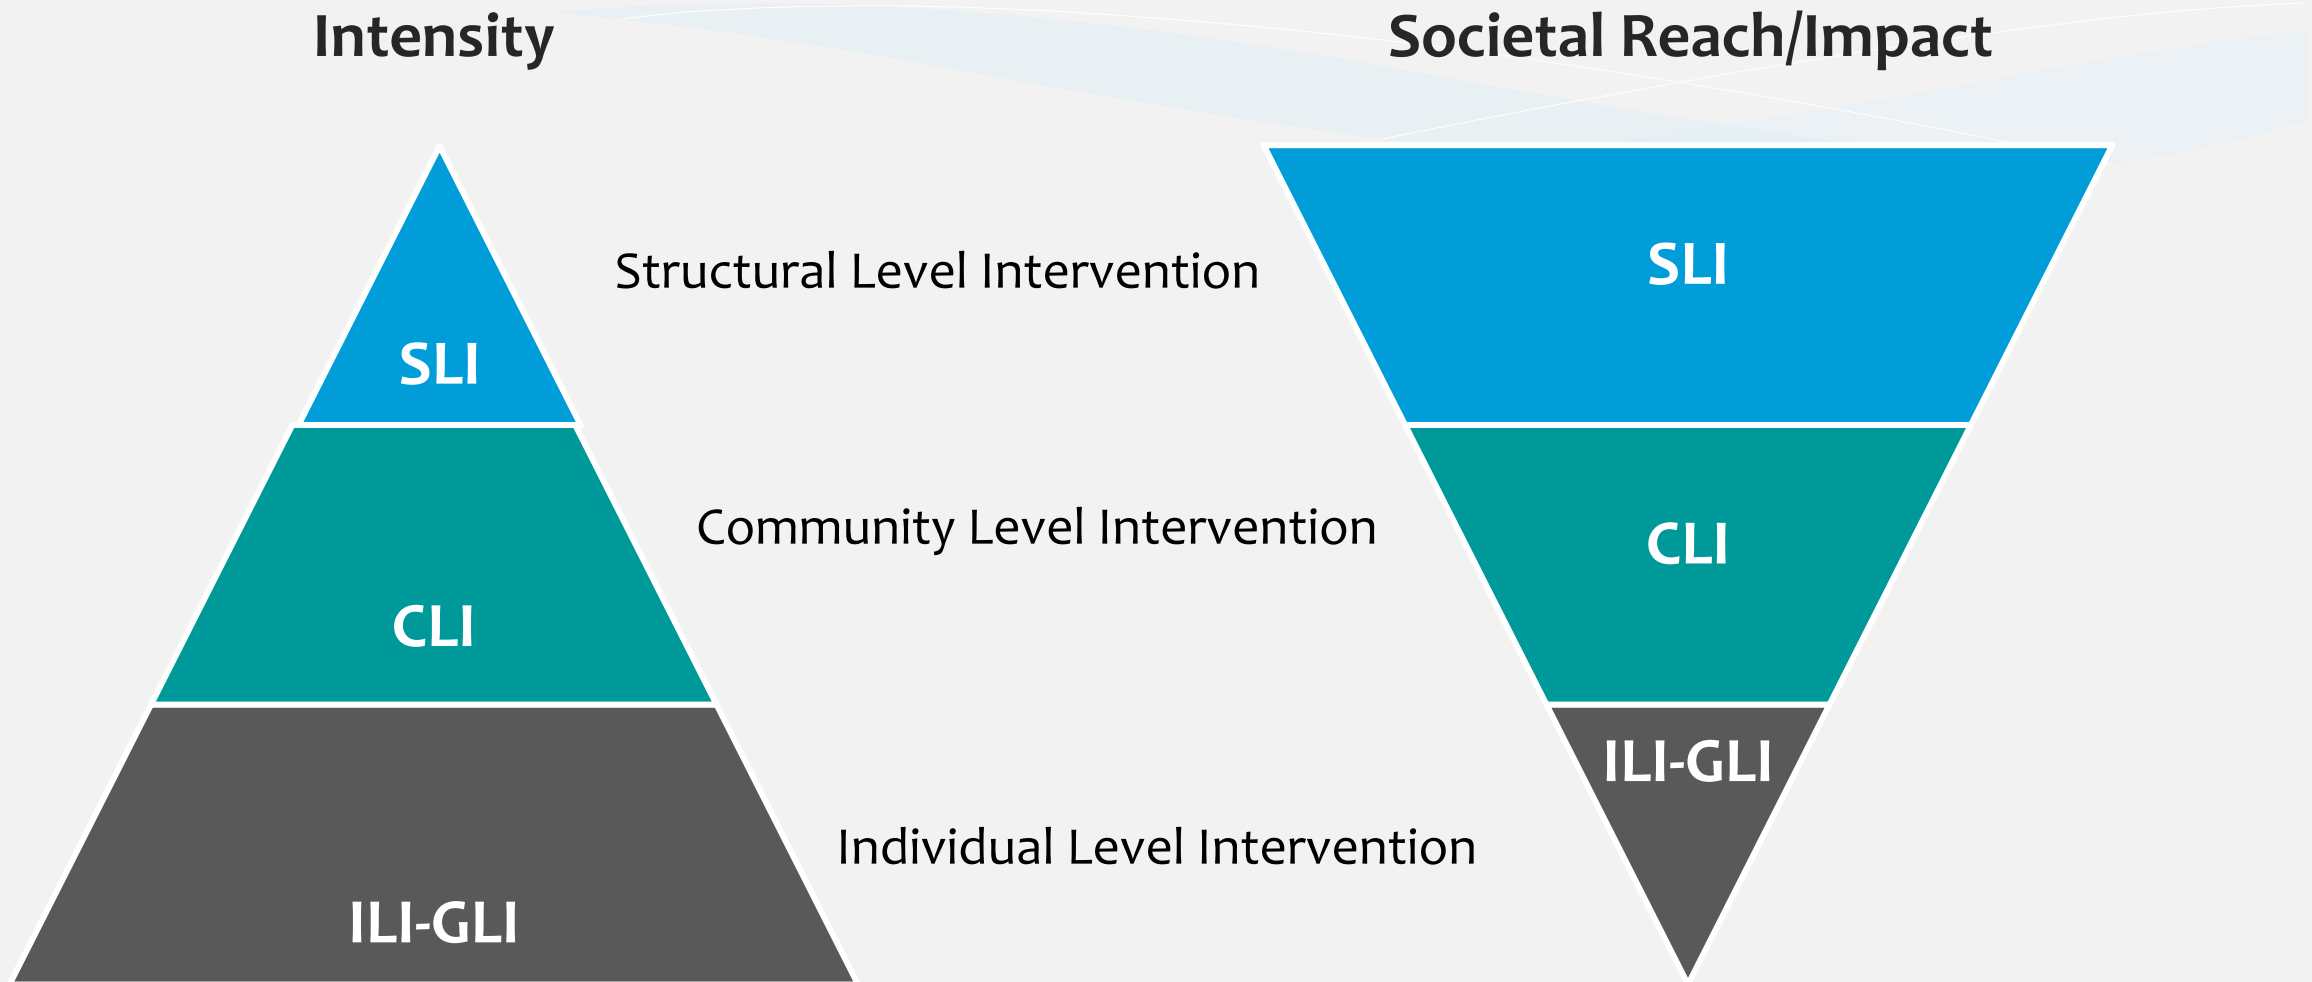 Intensity
Societal Reach/Impact
Structural Level Intervention
SLI
SLI
Community Level Intervention
CLI
CLI
ILI-GLI
Individual Level Intervention
ILI-GLI